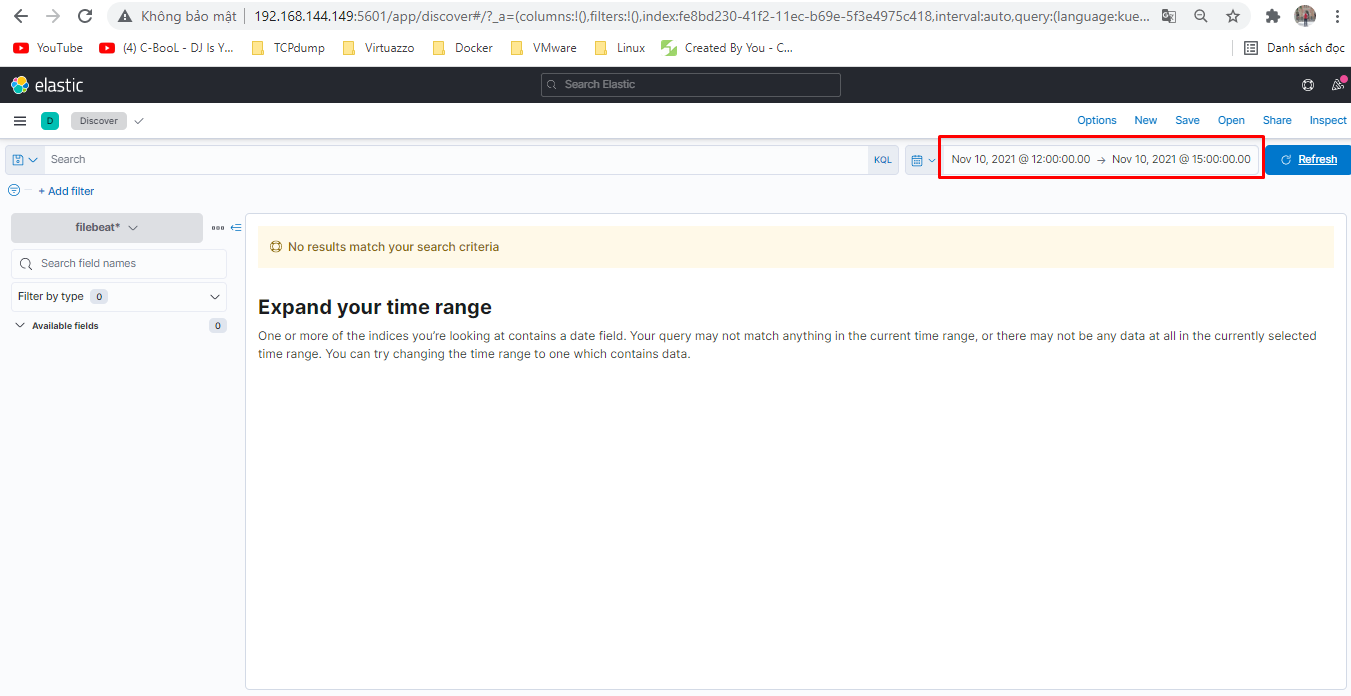 Không bảo mật 192.168.144.149:5601/app/discover#/?_a=(columns:!(),filters:!(),index:fe8bd230-41f2-11ec-b69e-5f3e4975c418,interval:auto,query:(language:kue...
YouTube (4) C-BooL - DJ Is Y... TCPdump Virtuazzo Docker VMware Linux Created By You - C... Danh sách đọc
elastic Search Elastic
D Discover Options New Save Open Share Inspect
Search KQL Nov 10, 2021 @ 12:00:00.00 → Nov 10, 2021 @ 15:00:00.00 Refresh
+ Add filter
filebeat*
No results match your search criteria
Search field names
Filter by type 0
Available fields 0
Expand your time range
One or more of the indices you're looking at contains a date field. Your query may not match anything in the current time range, or there may not be any data at all in the currently selected
time range. You can try changing the time range to one which contains data.